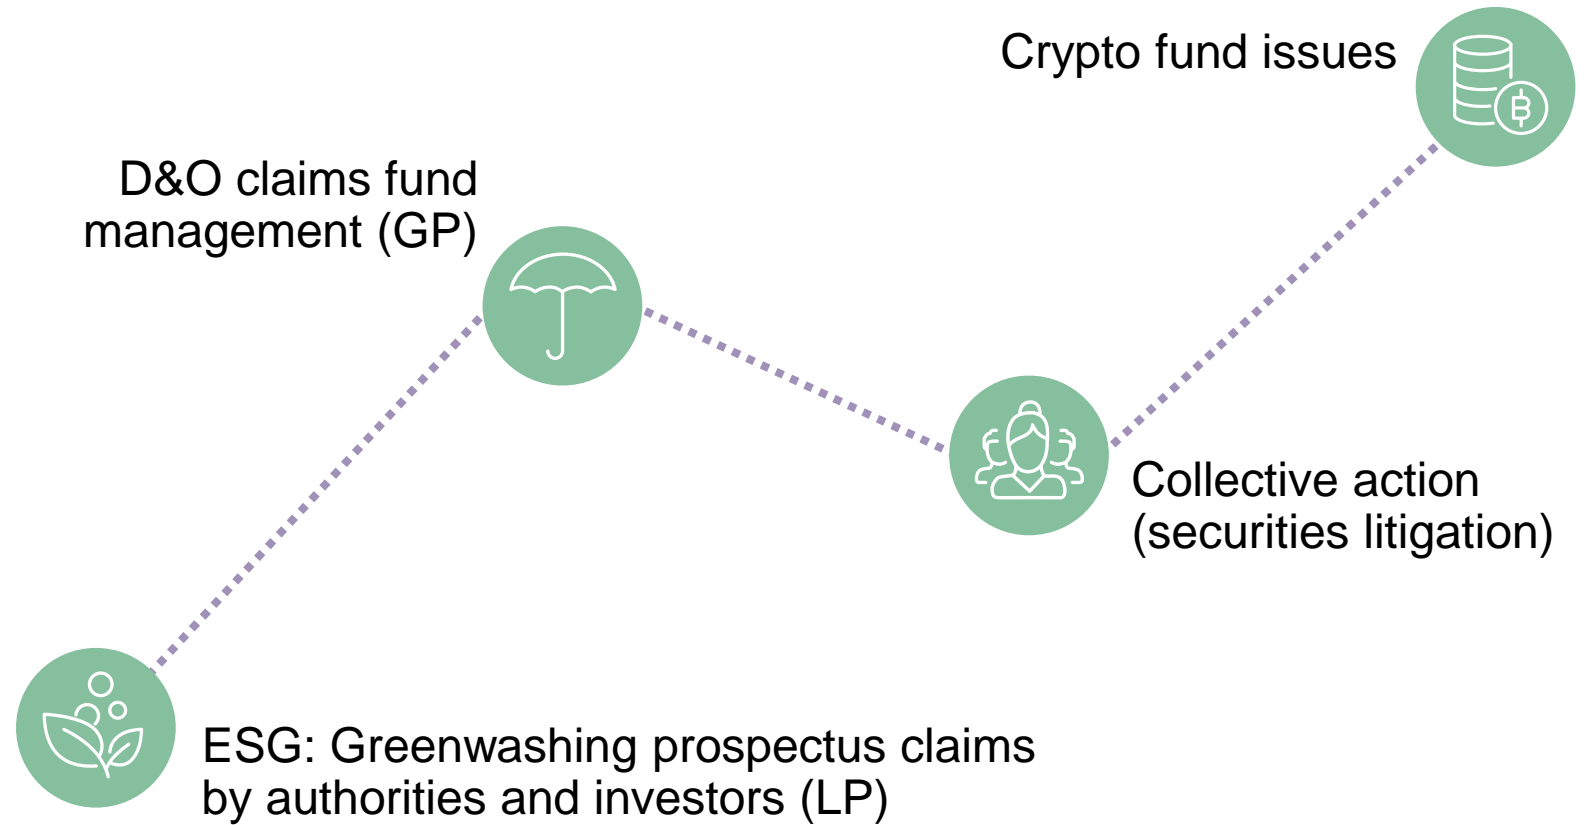 Crypto fund issues
D&O claims fund
management (GP)
Collective action
(securities litigation)
ESG: Greenwashing prospectus claims
by authorities and investors (LP)